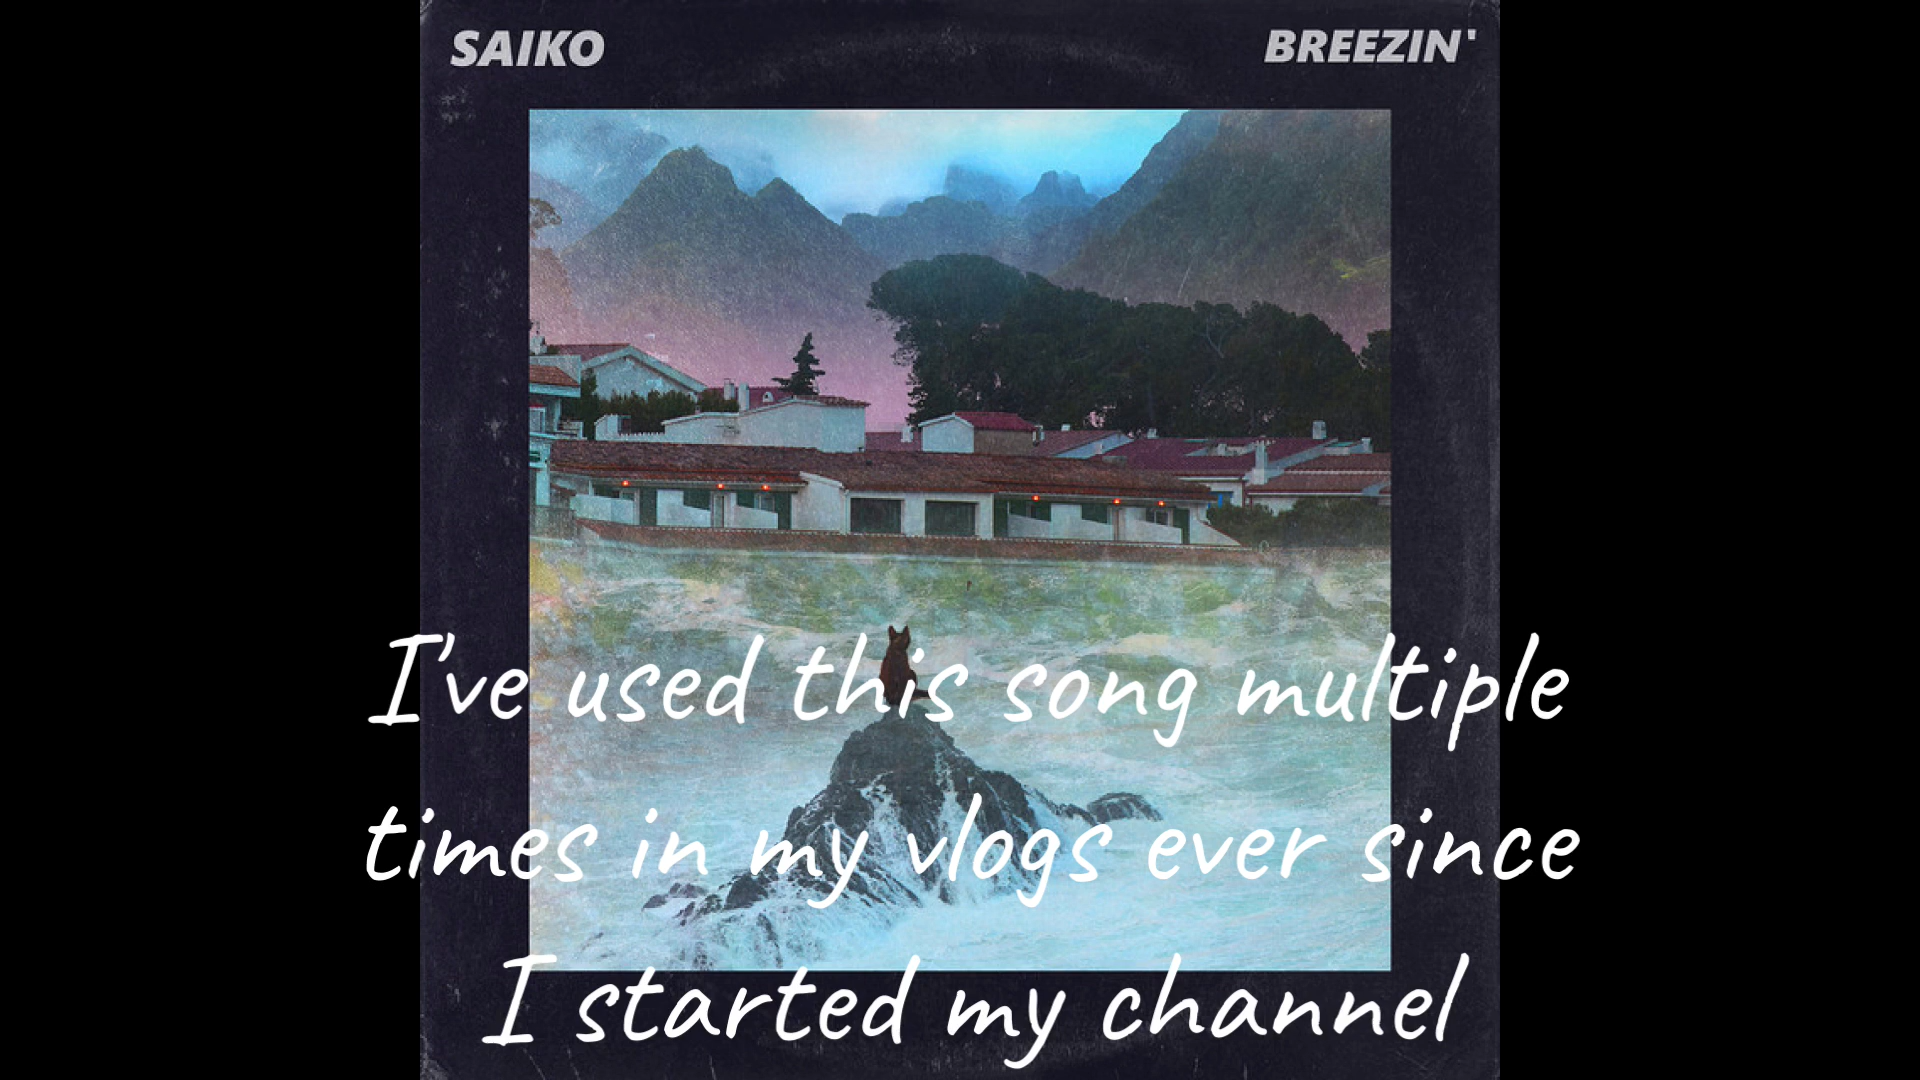 SAIKO
BREEZIN'
I've used this song multiple
times in my vlogs ever since
I started my channel